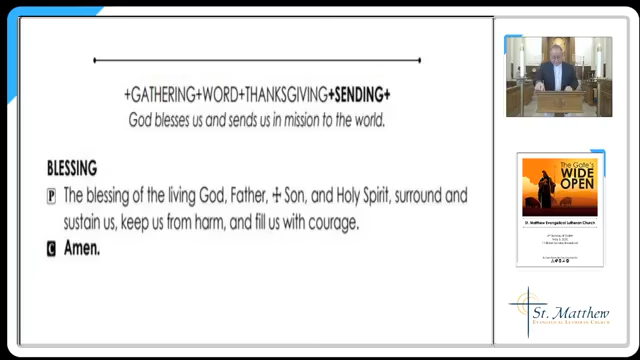 +GATHERING+WORD+THANKSGIVING+SENDING+
God blesses us and sends us in mission to the world.
BLESSING
P The blessing of the living God, Father, ☩ Son, and Holy Spirit, surround and
sustain us, keep us from harm, and fill us with courage.
C Amen.
The Gate's
WIDE
OPEN
St. Matthew Evangelical Lutheran Church
St. Matthew
EVANGELICAL LUTHERAN CHURCH